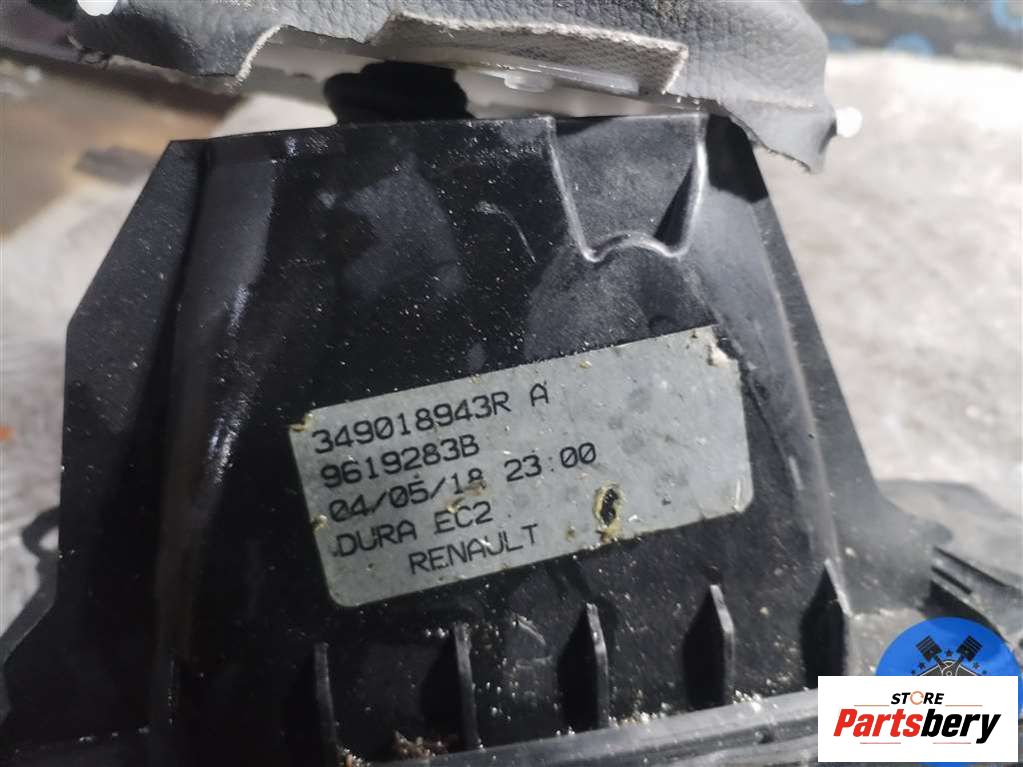 349018943R A
9619283B
04/05/18 23:00
DURA EC2
RENAULT
STORE
Partsbery